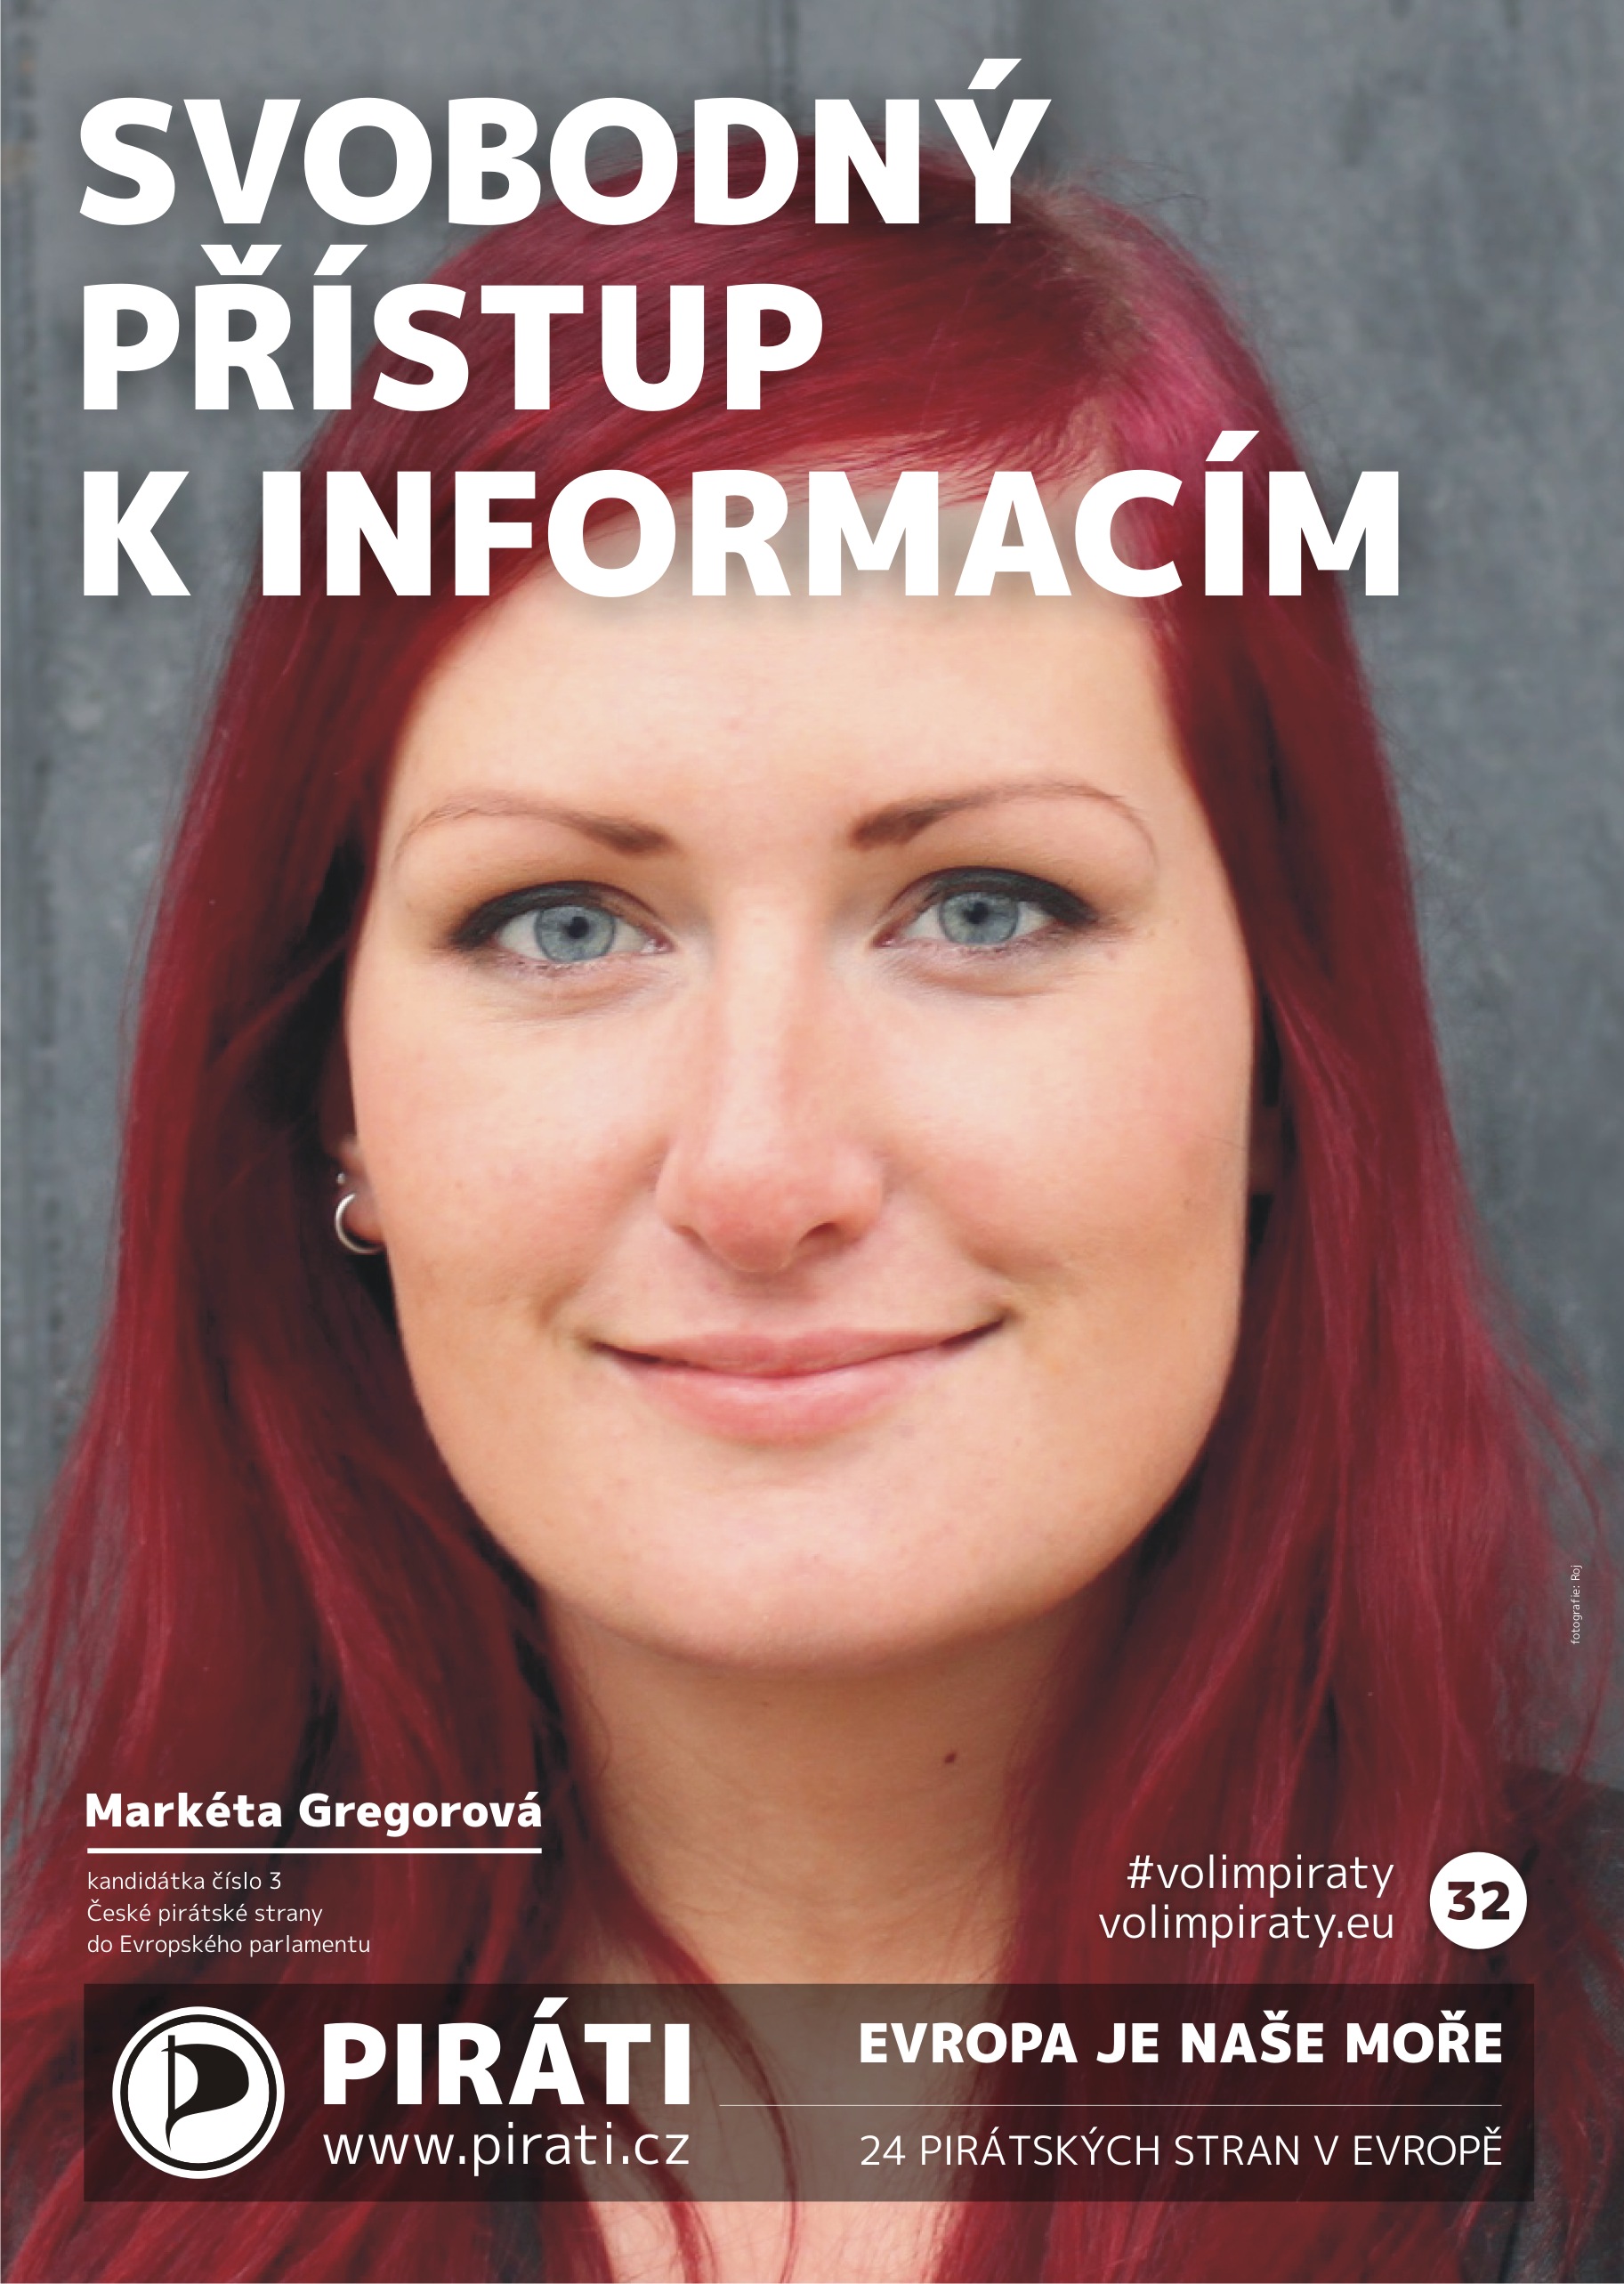 SVOBODNÝ
PŘÍSTUP
K INFORMACÍM
fotografie: Roj
Markéta Gregorová
kandidátka číslo 3
České pirátské strany
do Evropského parlamentu
#volimpiraty
volimpiraty.eu
32
PIRÁTI
www.pirati.cz
EVROPA JE NAŠE MOŘE
24 PIRÁTSKÝCH STRAN V EVROPĚ